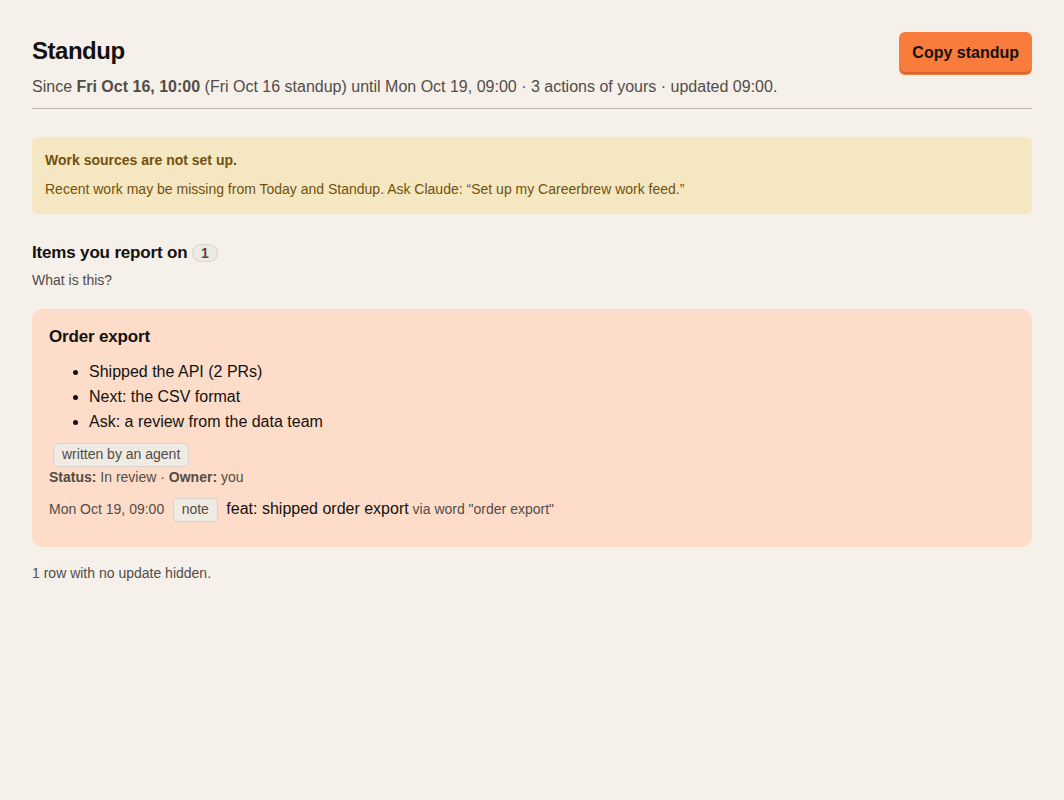 Standup
Copy standup
Since Fri Oct 16, 10:00 (Fri Oct 16 standup) until Mon Oct 19, 09:00 · 3 actions of yours · updated 09:00.
Work sources are not set up.
Recent work may be missing from Today and Standup. Ask Claude: “Set up my Careerbrew work feed.”
Items you report on 1
What is this?
Order export
• Shipped the API (2 PRs)
• Next: the CSV format
• Ask: a review from the data team
written by an agent
Status: In review · Owner: you
Mon Oct 19, 09:00 note feat: shipped order export via word "order export"
1 row with no update hidden.